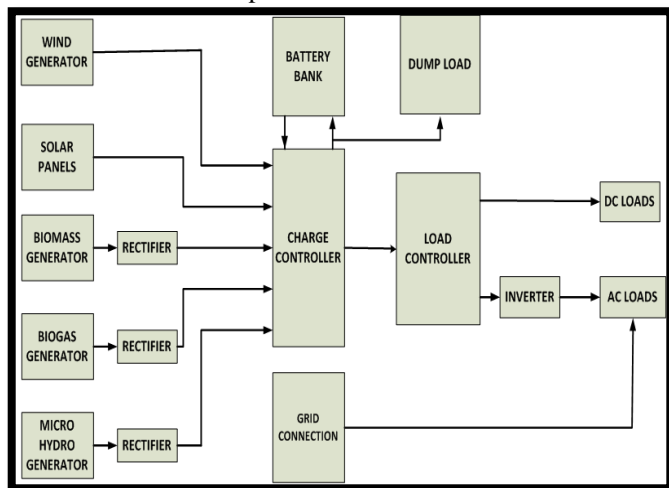 WIND
GENERATOR
BATTERY
BANK
DUMP LOAD
SOLAR
PANELS
BIOMASS
GENERATOR
RECTIFIER
CHARGE
CONTROLLER
LOAD
CONTROLLER
DC LOADS
INVERTER
AC LOADS
BIOGAS
GENERATOR
RECTIFIER
MICRO
HYDRO
GENERATOR
RECTIFIER
GRID
CONNECTION